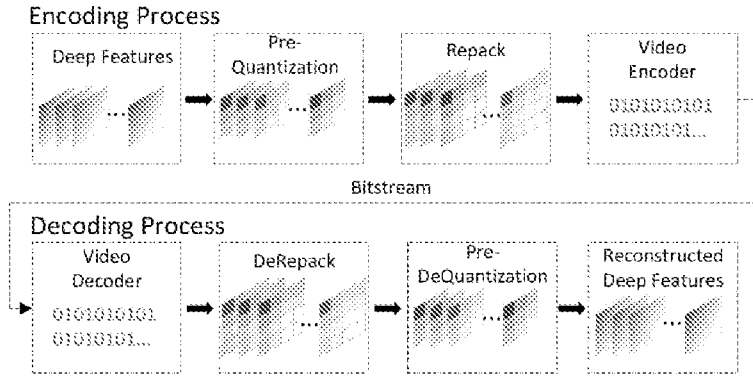 Encoding Process
Deep Features
...
Pre-
Quantization
...
Repack
...
Video
Encoder
0101010101
01010101...
Bitstream
Decoding Process
Video
Decoder
0101010101
01010101...
DeRepack
...
Pre-
DeQuantization
...
Reconstructed
Deep Features
...